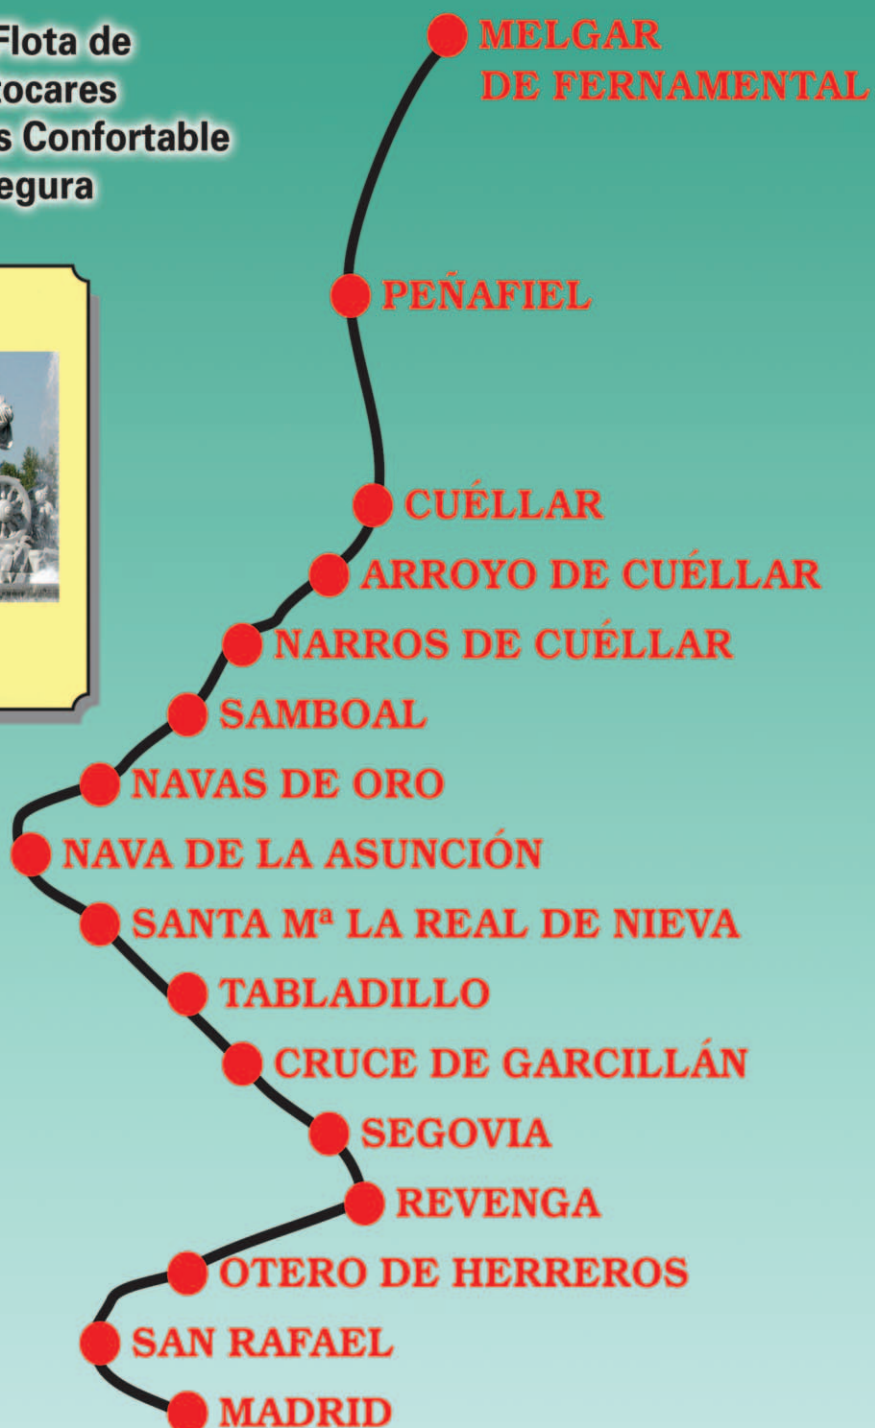 Flota de
s Confortable
MELGAR
DE FERNAMENTAL
PEÑAFIEL
CUÉLLAR
ARROYO DE CUÉLLAR
NARROS DE CUÉLLAR
SAMBOAL
NAVAS DE ORO
NAVA DE LA ASUNCIÓN
SANTA Mª LA REAL DE NIEVA
TABLADILLO
CRUCE DE GARCILLÁN
SEGOVIA
REVENGA
OTERO DE HERREROS
SAN RAFAEL
MADRID